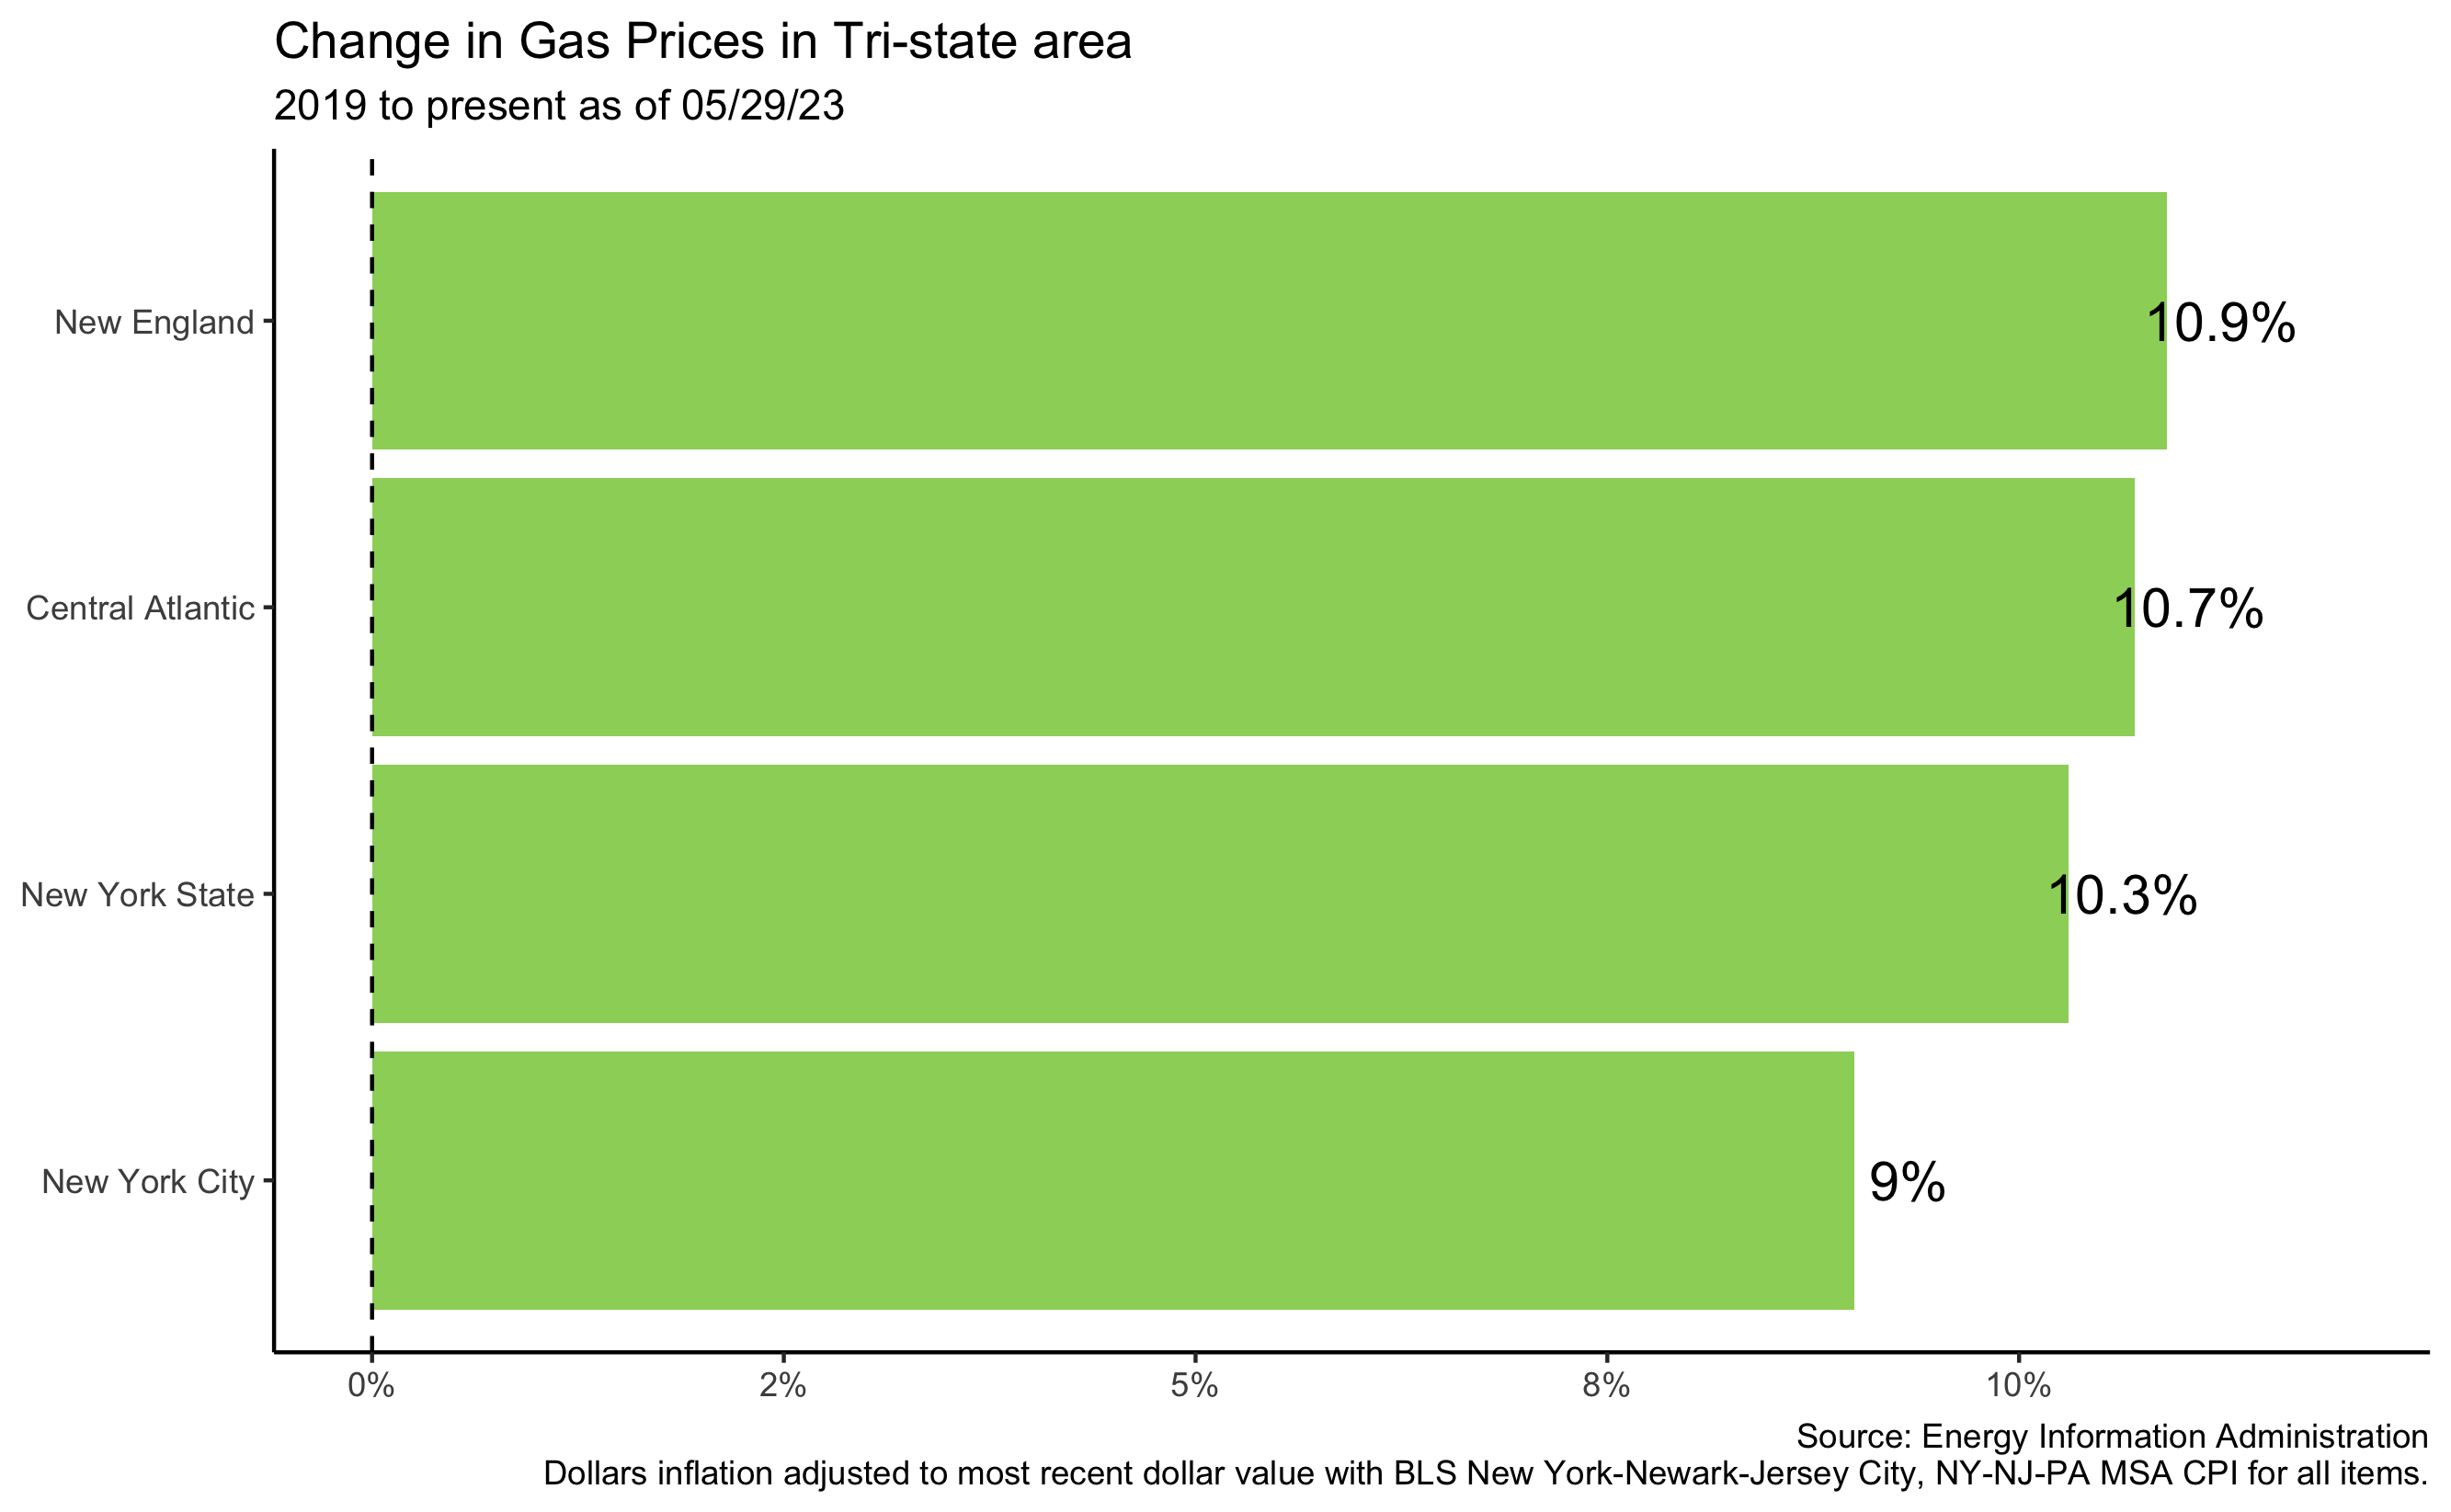 Change in Gas Prices in Tri-state area
2019 to present as of 05/29/23
New England
10.9%
Central Atlantic
10.7%
New York State
10.3%
New York City
9%
0%
2%
5%
8%
10%
Source: Energy Information Administration
Dollars inflation adjusted to most recent dollar value with BLS New York-Newark-Jersey City, NY-NJ-PA MSA CPI for all items.